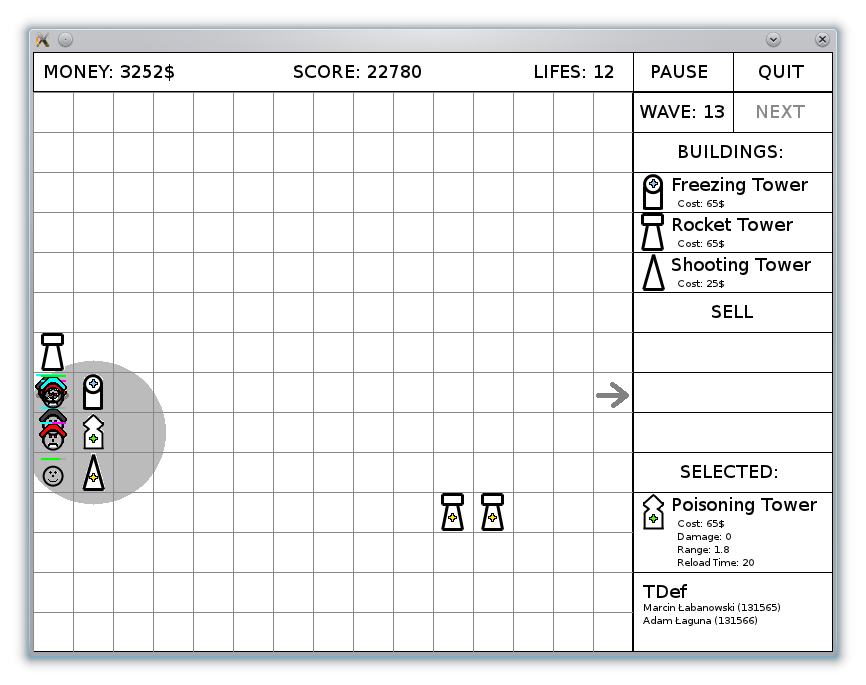 MONEY: 3252$ SCORE: 22780 LIFES: 12 PAUSE QUIT
WAVE: 13 NEXT
BUILDINGS:
Freezing Tower
Cost: 65$
Rocket Tower
Cost: 65$
Shooting Tower
Cost: 25$
SELL
SELECTED:
Poisoning Tower
Cost: 65$
Damage: 0
Range: 1.8
Reload Time: 20
TDef
Marcin Łabanowski (131565)
Adam Łaguna (131566)